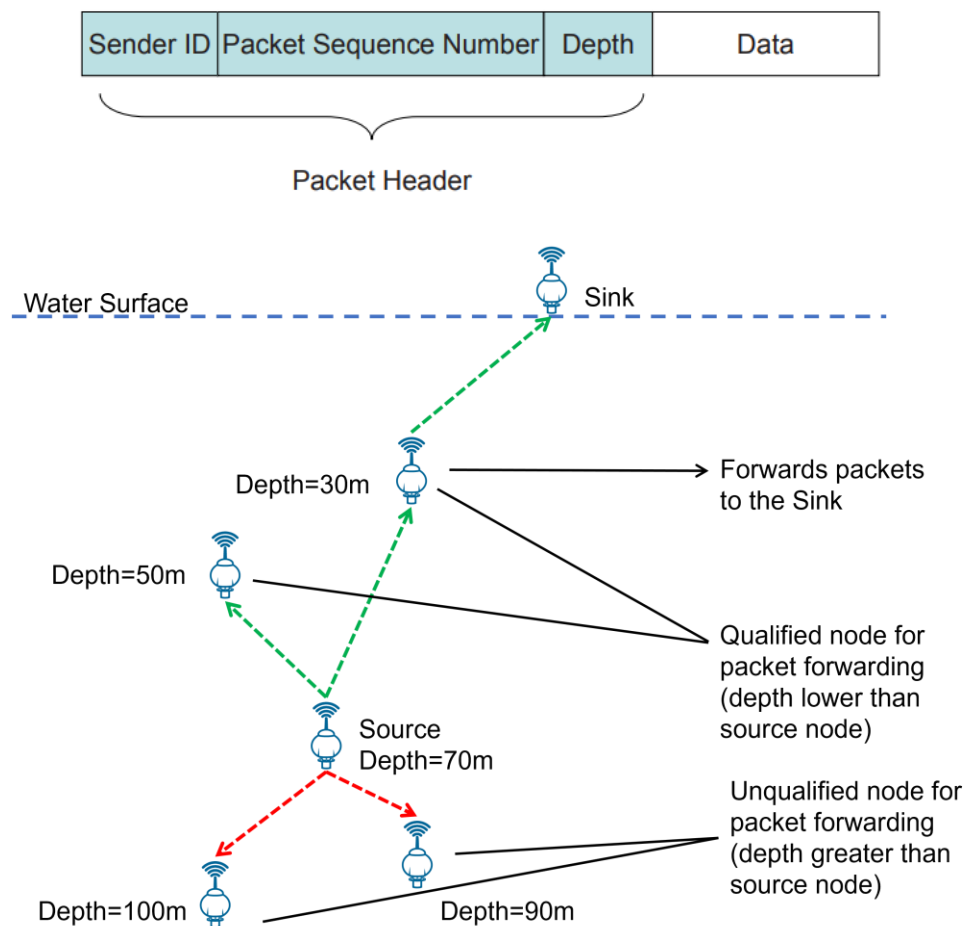 Sender ID Packet Sequence Number Depth Data
Packet Header
Sink
Water Surface
Depth=30m
Forwards packets
to the Sink
Depth=50m
Qualified node for
packet forwarding
(depth lower than
source node)
Source
Depth=70m
Unqualified node for
packet forwarding
(depth greater than
source node)
Depth=100m
Depth=90m